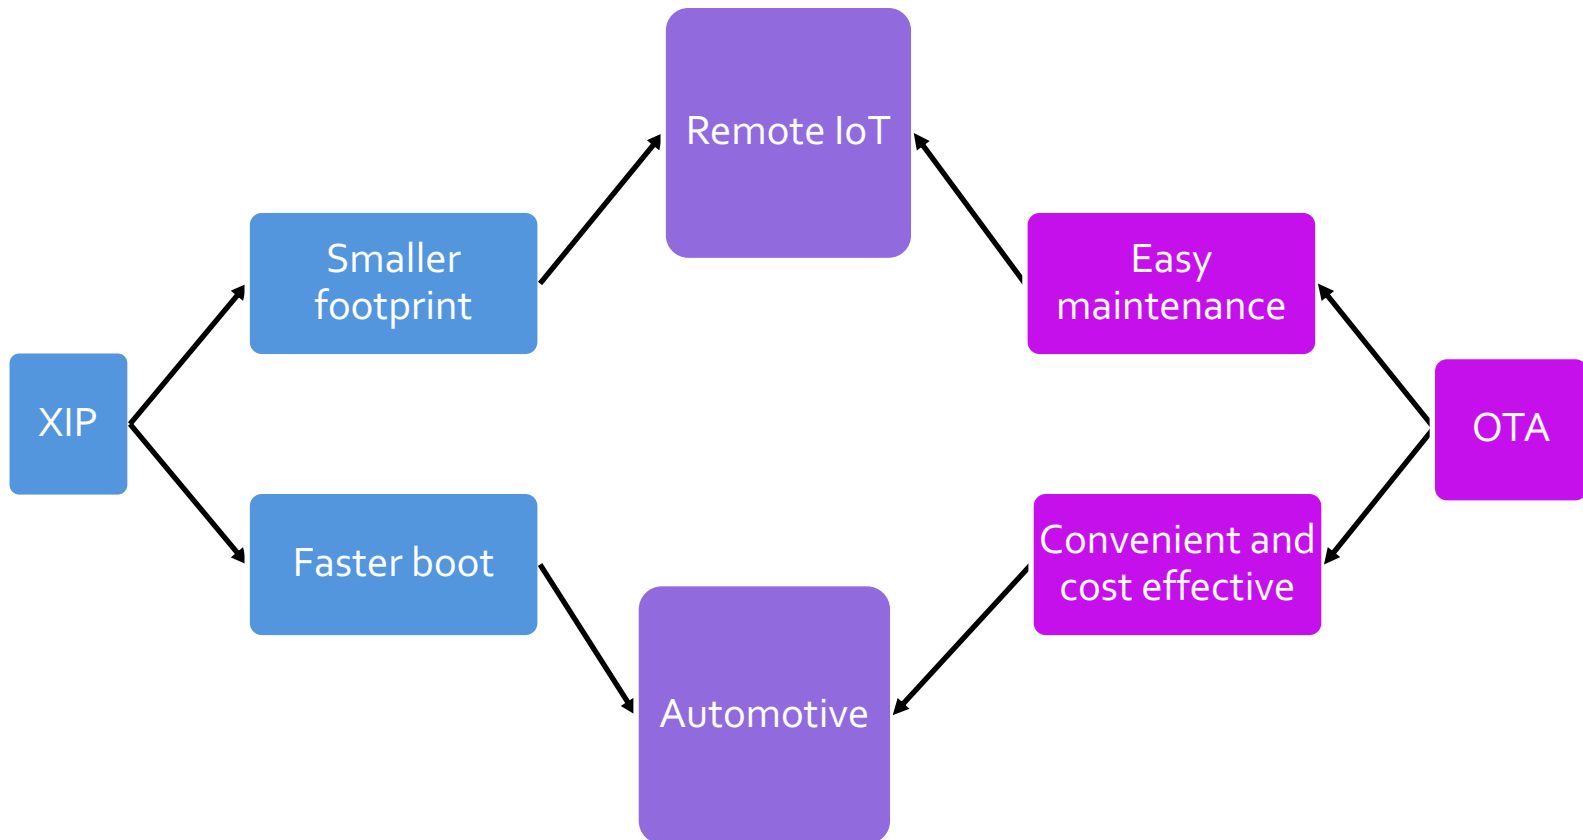 Remote IoT
Smaller
footprint
Easy
maintenance
XIP
OTA
Faster boot
Convenient and
cost effective
Automotive